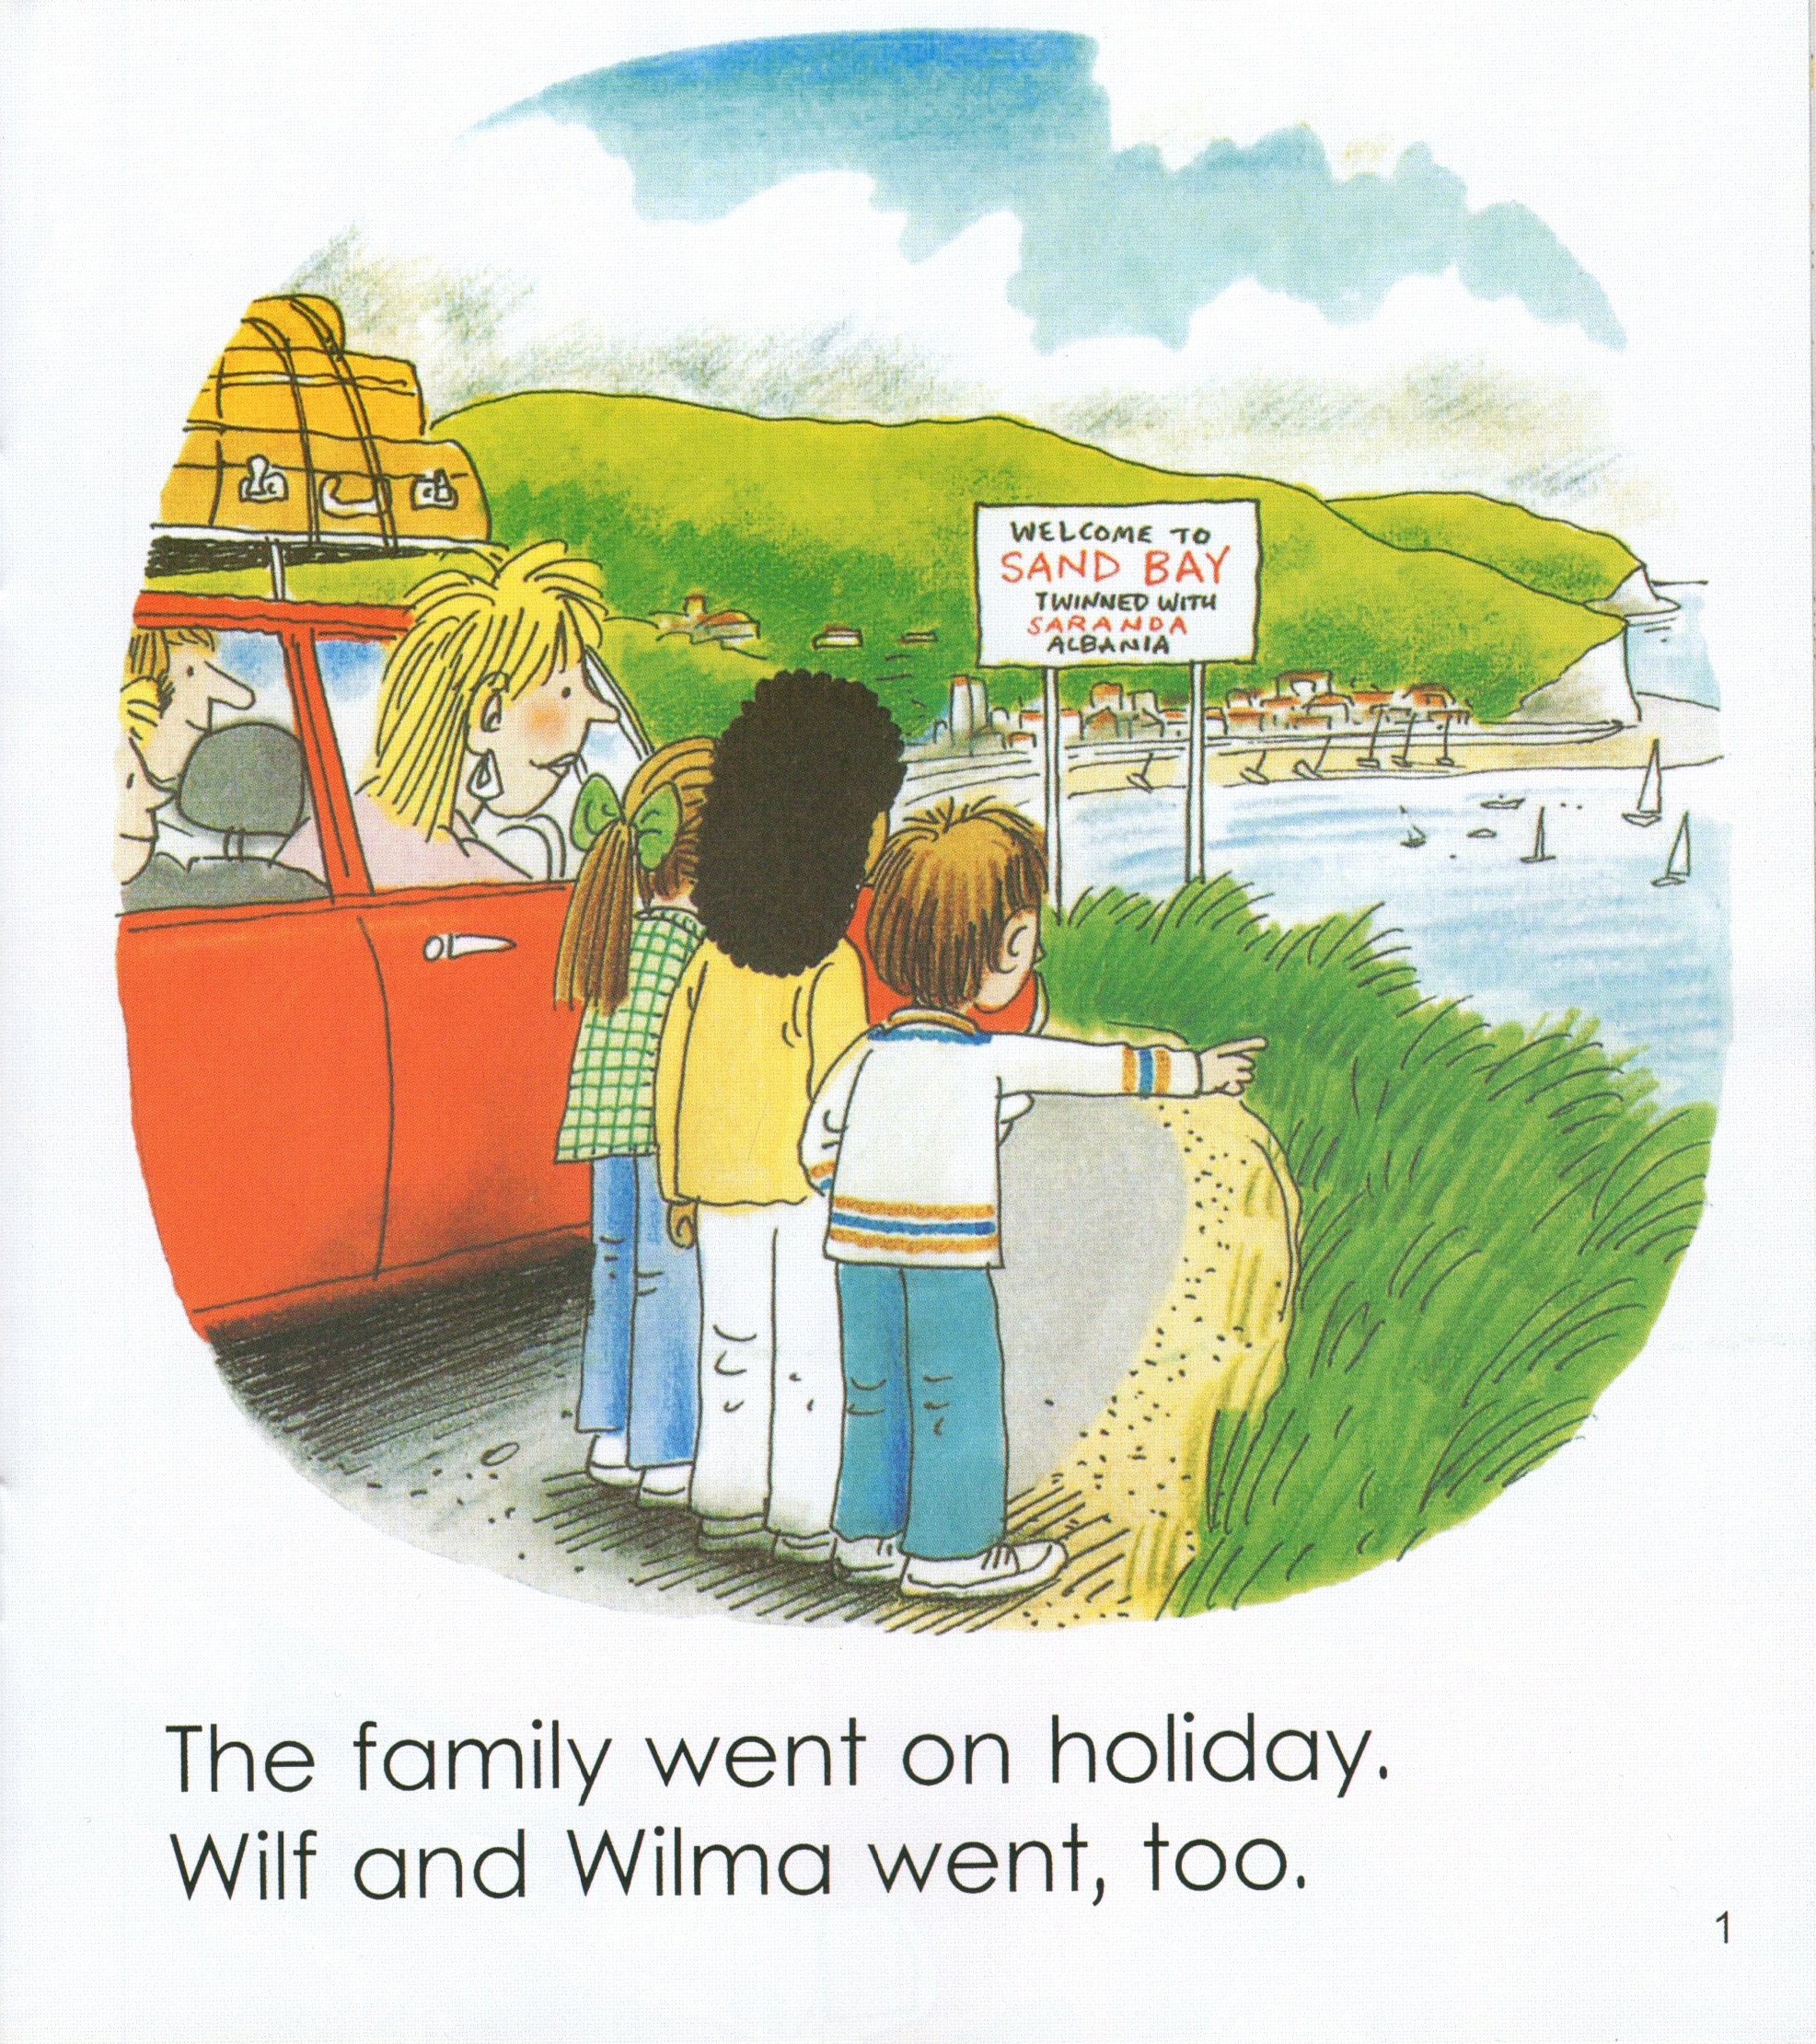 WELCOME TO
SAND BAY
TWINNED WITH
SARANDA
ALBANIA
The family went on holiday.
Wilf and Wilma went, too.
1